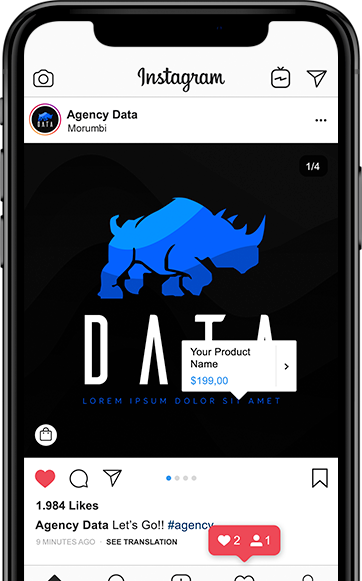 Instagram
Agency Data
Morumbi
DATA
1/4
DATA
Your Product
Name
$199,00
LOREM IPSUM DOLOR SIT AMET
1.984 Likes
Agency Data Let's Go!! #agency
9 MINUTES AGO · SEE TRANSLATION
2 1